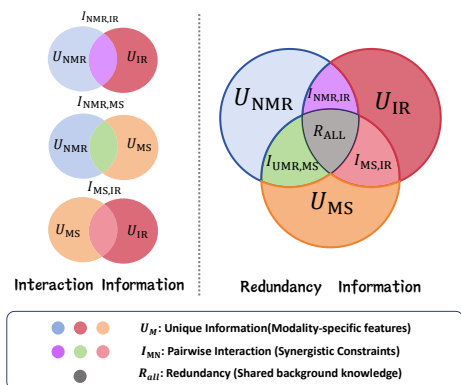 I_NMR,IR
U_NMR U_IR
I_NMR,MS
U_NMR U_MS
I_MS,IR
U_MS U_IR
Interaction Information
U_NMR I_NMR,IR U_IR
R_ALL
I_UMR,MS I_MS,IR
U_MS
Redundancy Information
U_M: Unique Information(Modality-specific features)
I_MN: Pairwise Interaction (Synergistic Constraints)
R_all: Redundancy (Shared background knowledge)